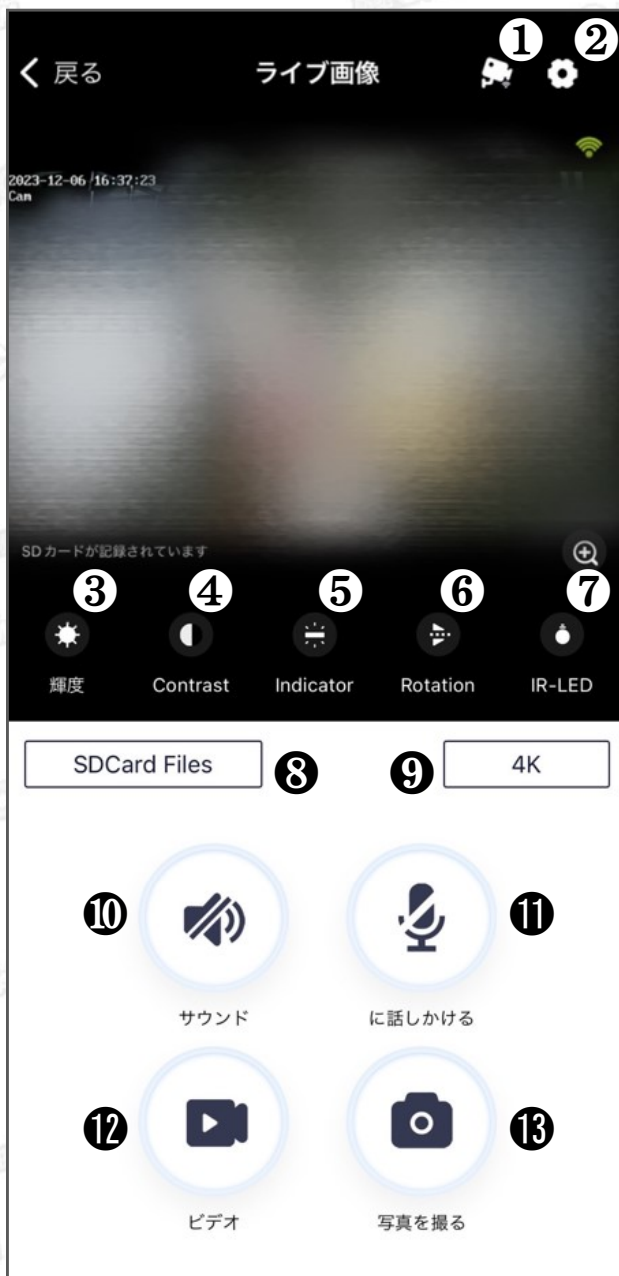 ❶ ❷
戻る ライブ画像
2023-12-06 16:37:23
Cam
SDカードが記録されています
❸ ❹ ❺ ❻ ❼
輝度 Contrast Indicator Rotation IR-LED
SDCard Files ❽ ❾ 4K
❿ ⓫
サウンド に話しかける
⓬ ⓭
ビデオ 写真を撮る